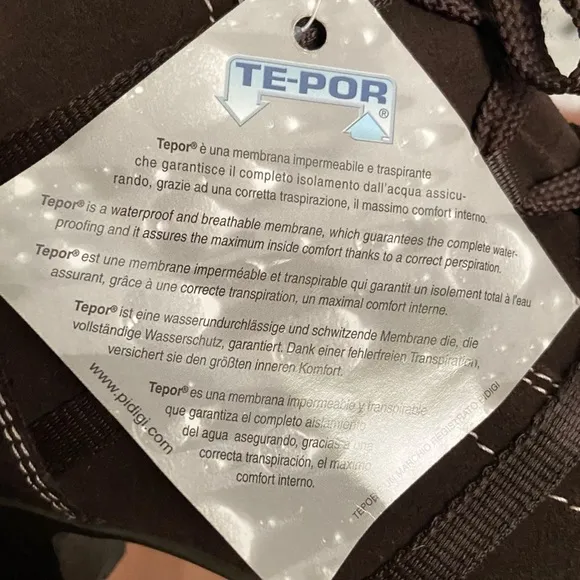 TE-POR®
Tepor® è una membrana impermeabile e traspirante
che garantisce il completo isolamento dall'acqua assicu-
rando, grazie ad una corretta traspirazione, il massimo comfort interno.
Tepor® is a waterproof and breathable membrane, which guarantees the complete water-
proofing and it assures the maximum inside comfort thanks to a correct perspiration.
Tepor® est une membrane imperméable et transpirable qui garantit un isolement total à l'eau
assurant, grâce à une correcte transpiration, un maximal comfort interne.
Tepor® ist eine wasserundurchlässige und schwitzende Membrane die, die
vollständige Wasserschutz, garantiert. Dank einer fehlerfreien Transpiration,
versichert sie den größten inneren Komfort.
Tepor® es una membrana impermeable y transpirable
que garantiza el completo aislamiento
del agua asegurando, gracias a una
correcta transpiración, el maximo
comfort interno.
www.pidigi.com
TEPOR® UN MARCHIO REGISTRATO PIDIGI